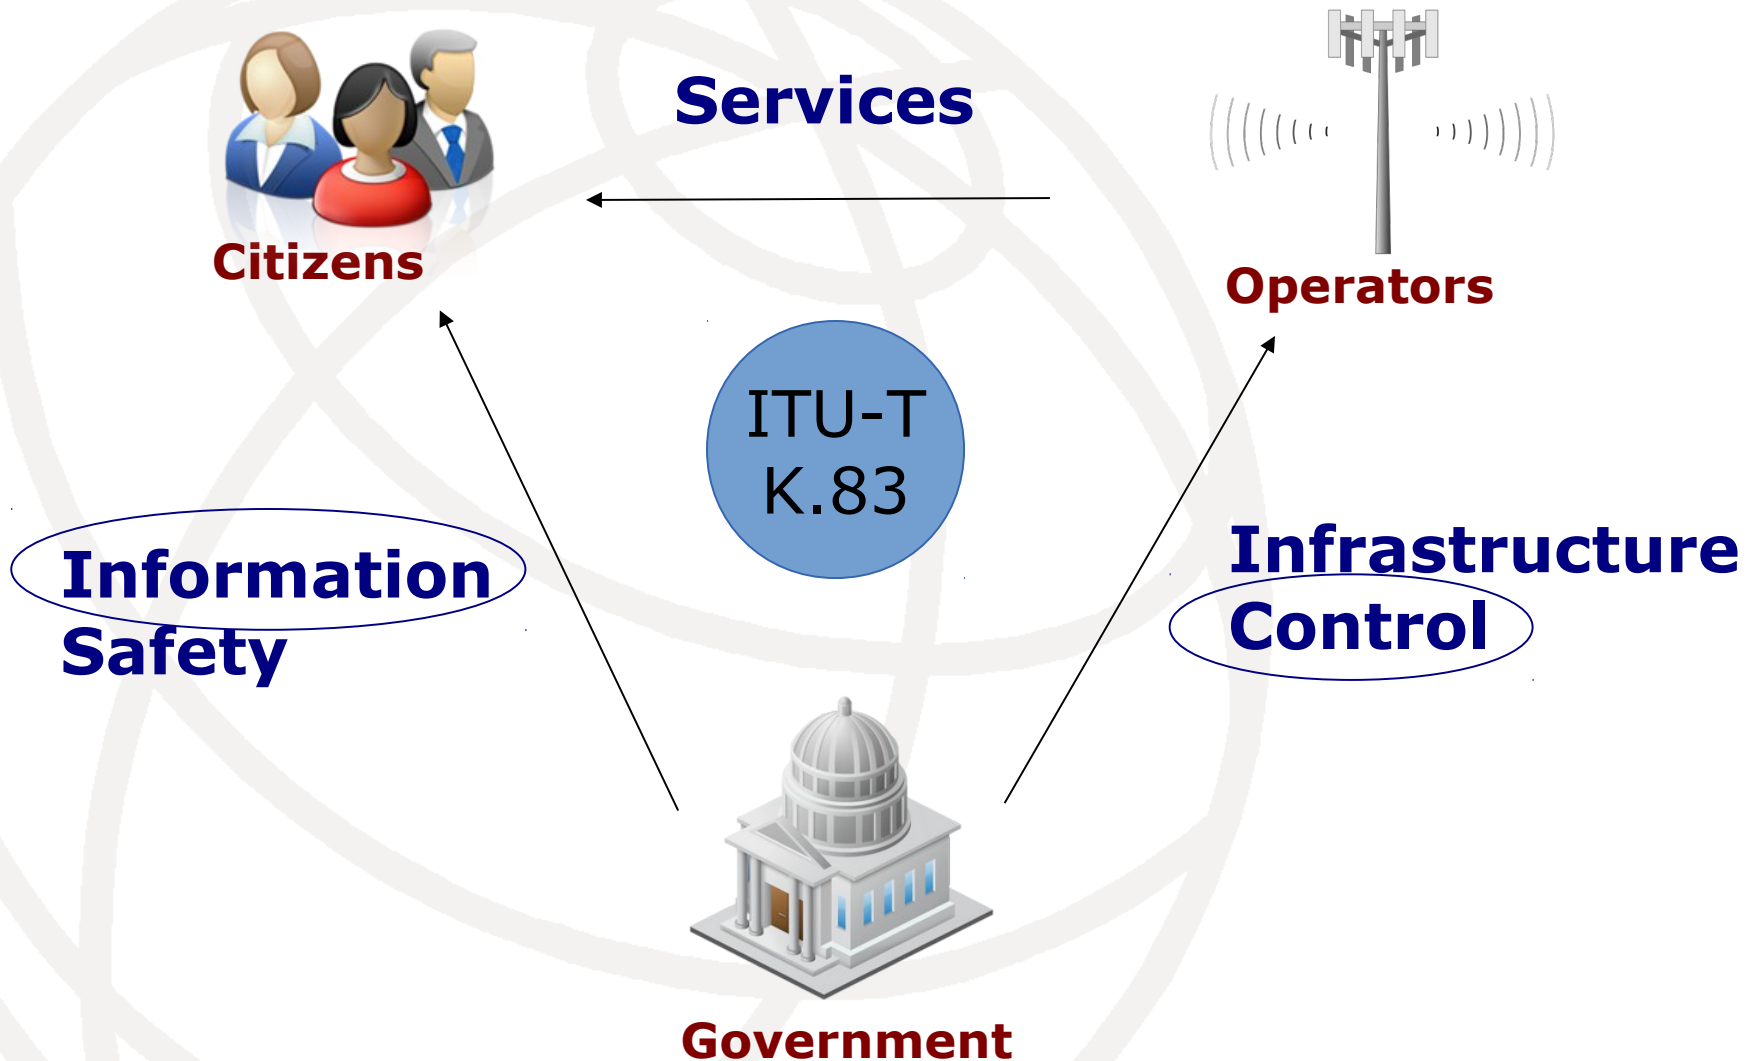 Services
Citizens
Operators
ITU-T
K.83
Information
Safety
Infrastructure
Control
Government